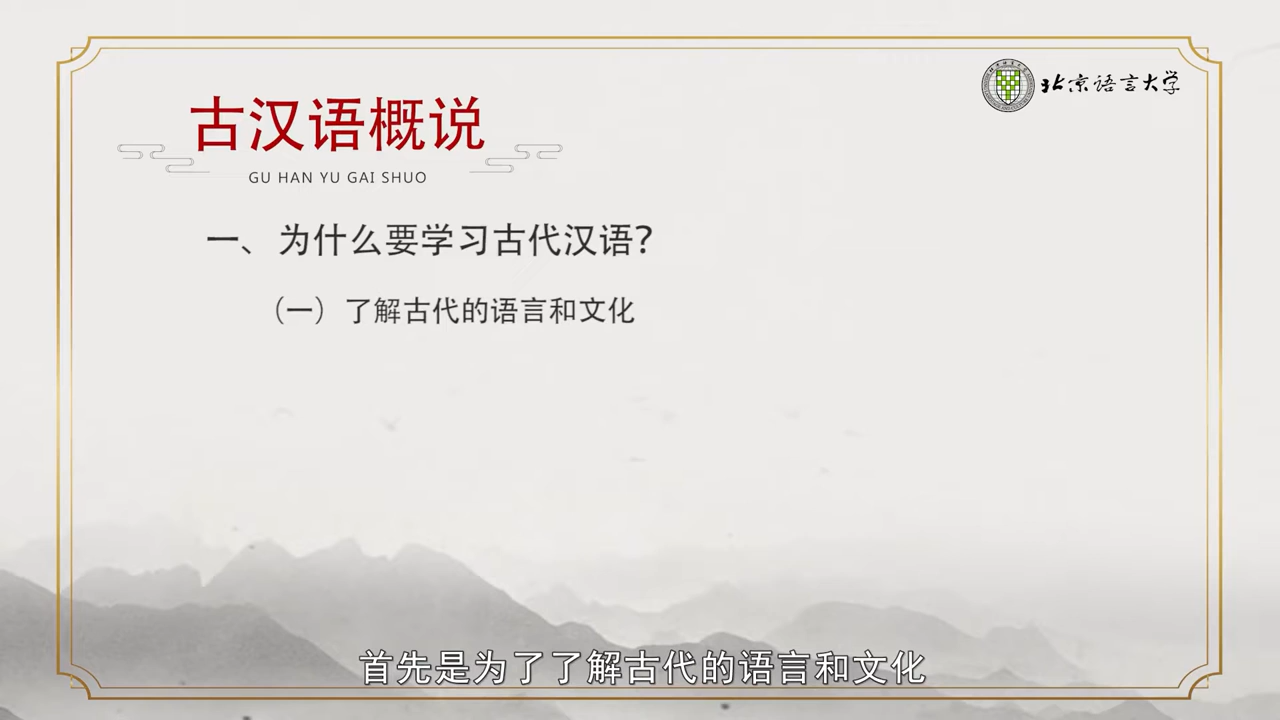 北京语言大学
古汉语概说
GU HAN YU GAI SHUO
一、为什么要学习古代汉语？
（一）了解古代的语言和文化
首先是为了了解古代的语言和文化